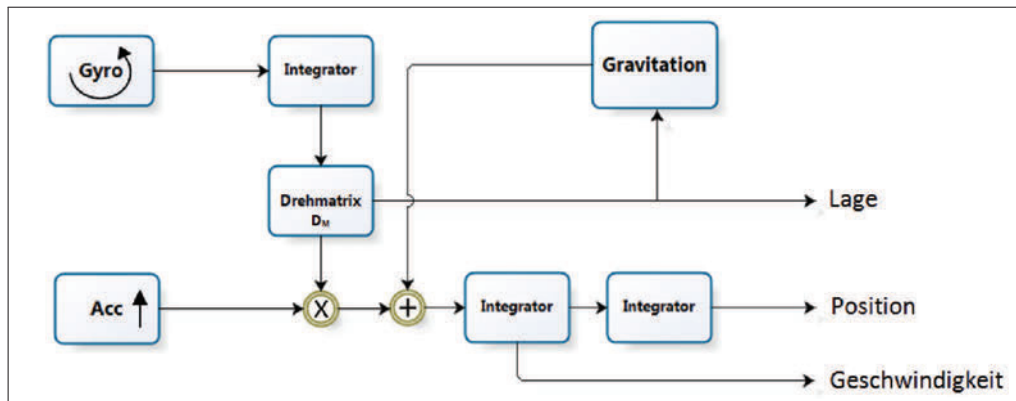 Gyro
Integrator
Gravitation
Drehmatrix
DM
Lage
Acc
X
+
Integrator
Integrator
Position
Geschwindigkeit